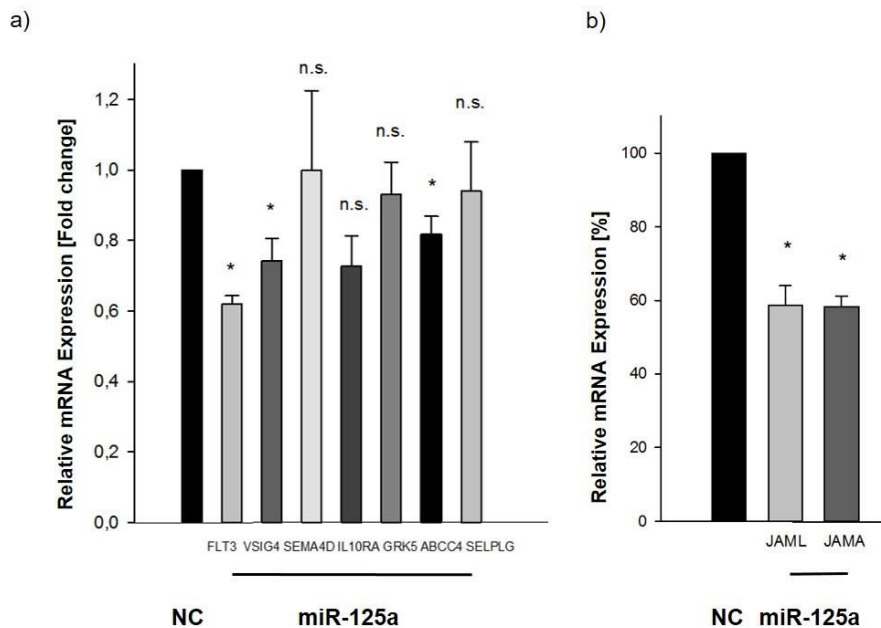 a)
Relative mRNA Expression [Fold change]
1,2
1,0
0,8
0,6
0,4
0,2
0,0
*
*
n.s.
n.s.
n.s.
*
n.s.
FLT3 VSIG4 SEMA4D IL10RA GRK5 ABCC4 SELPLG
NC miR-125a
b)
Relative mRNA Expression [%]
100
80
60
40
20
0
*
*
JAML JAMA
NC miR-125a